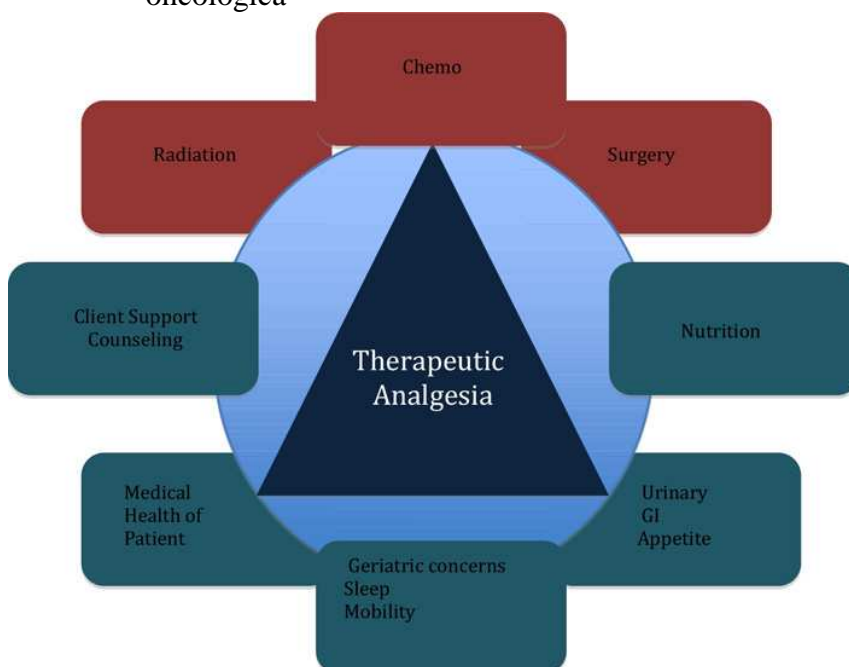 oncologica
Chemo
Radiation
Surgery
Client Support
Counseling
Nutrition
Therapeutic
Analgesia
Medical
Health of
Patient
Urinary
GI
Appetite
Geriatric concerns
Sleep
Mobility